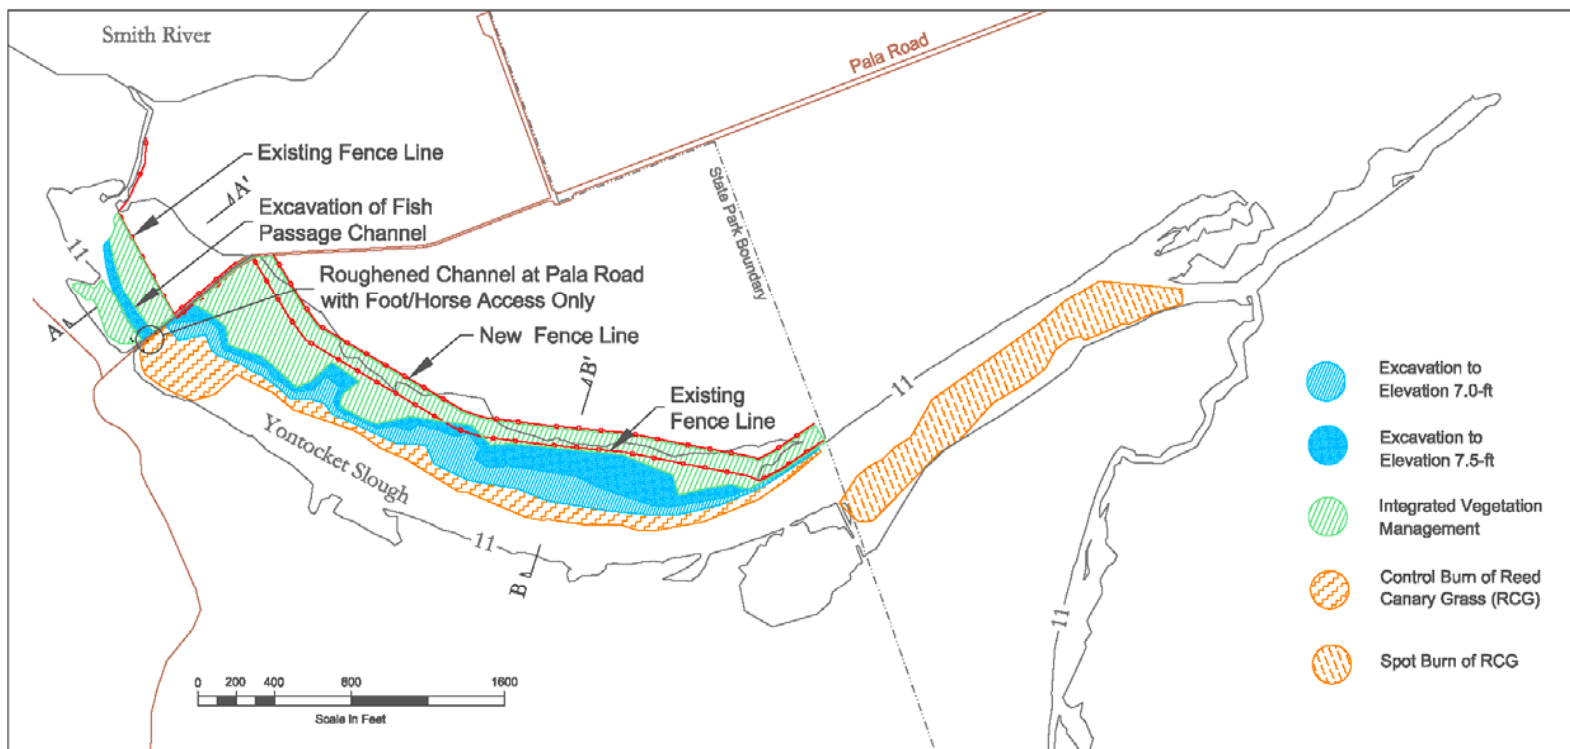 Smith River
Pala Road
Existing Fence Line
A'
Excavation of Fish
Passage Channel
11
State Park Boundary
Roughened Channel at Pala Road
with Foot/Horse Access Only
A
New Fence Line
B'
Existing
Fence Line
11
Yontocket Slough
11
B
11
Excavation to
Elevation 7.0-ft
Excavation to
Elevation 7.5-ft
Integrated Vegetation
Management
Control Burn of Reed
Canary Grass (RCG)
Spot Burn of RCG
0 200 400 800 1600
Scale In Feet